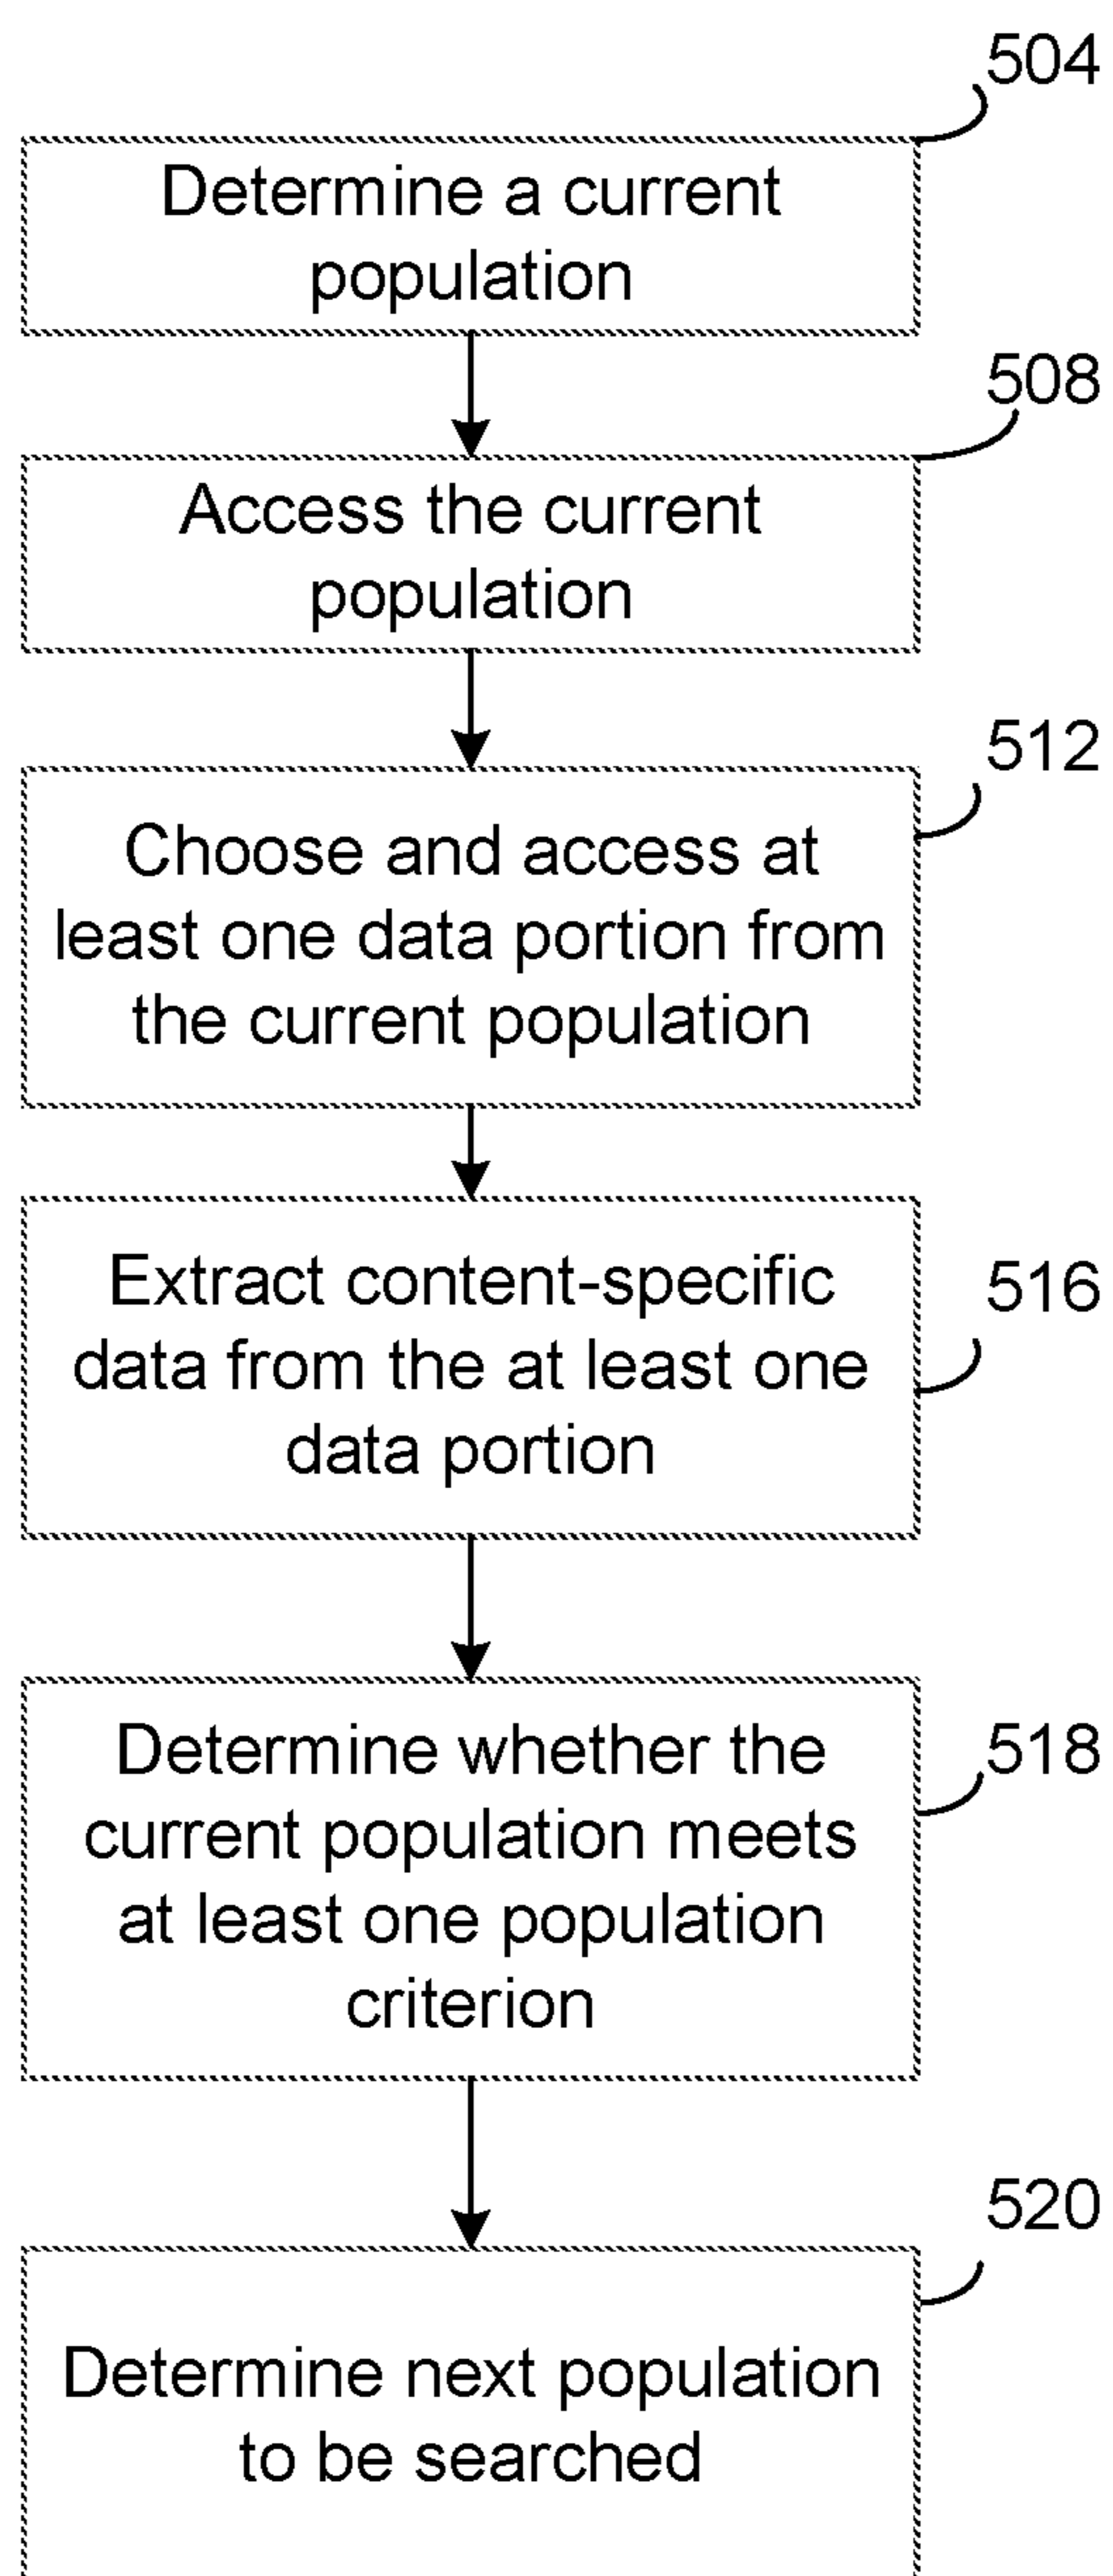 504
Determine a current
population
508
Access the current
population
512
Choose and access at
least one data portion from
the current population
516
Extract content-specific
data from the at least one
data portion
518
Determine whether the
current population meets
at least one population
criterion
520
Determine next population
to be searched